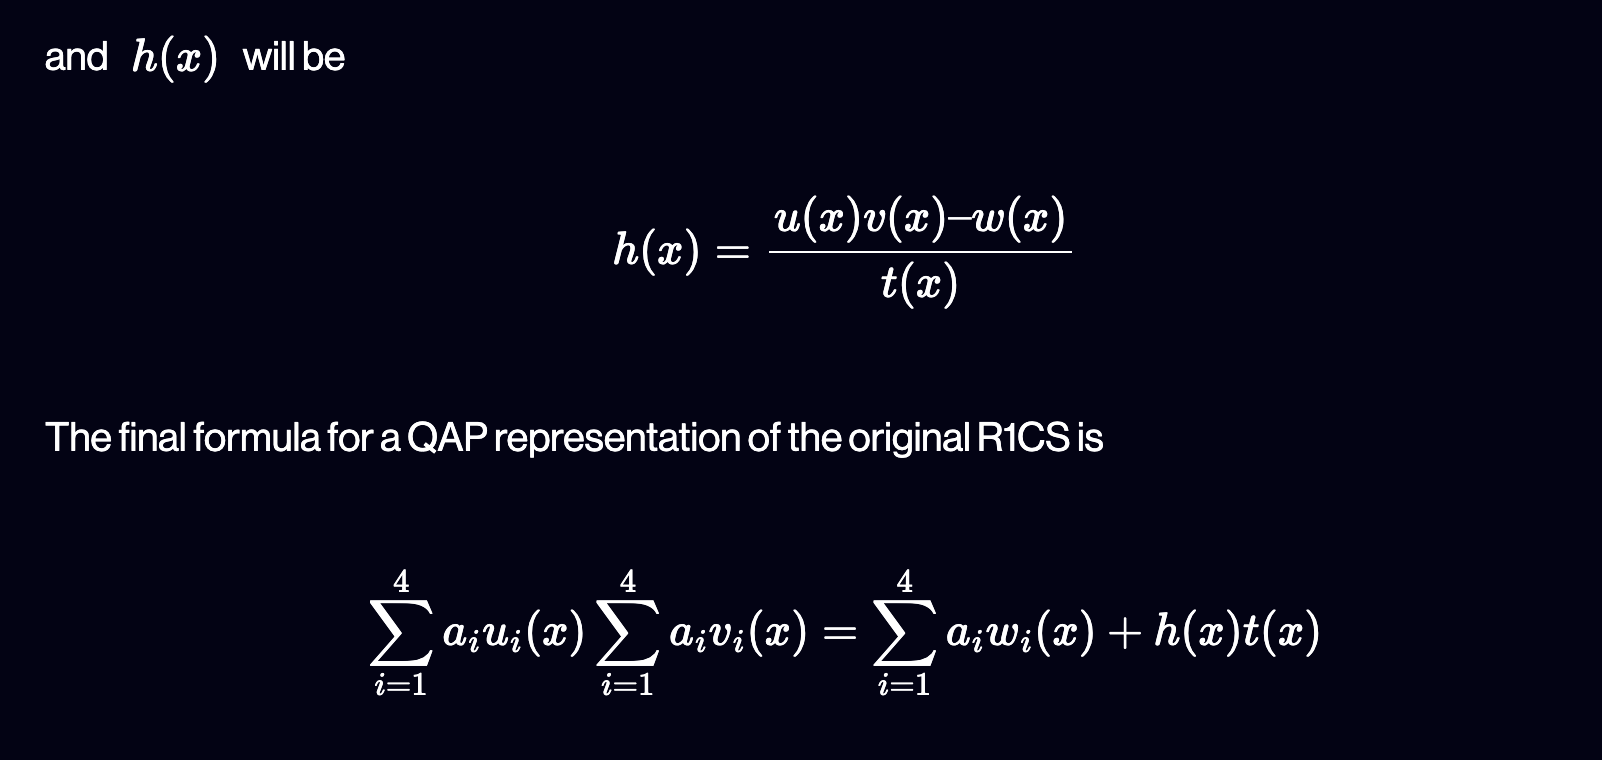 and h(x) will be
h(x) = \frac{u(x)v(x)–w(x)}{t(x)}
The final formula for a QAP representation of the original R1CS is
\sum_{i=1}^{4} a_i u_i(x) \sum_{i=1}^{4} a_i v_i(x) = \sum_{i=1}^{4} a_i w_i(x) + h(x)t(x)